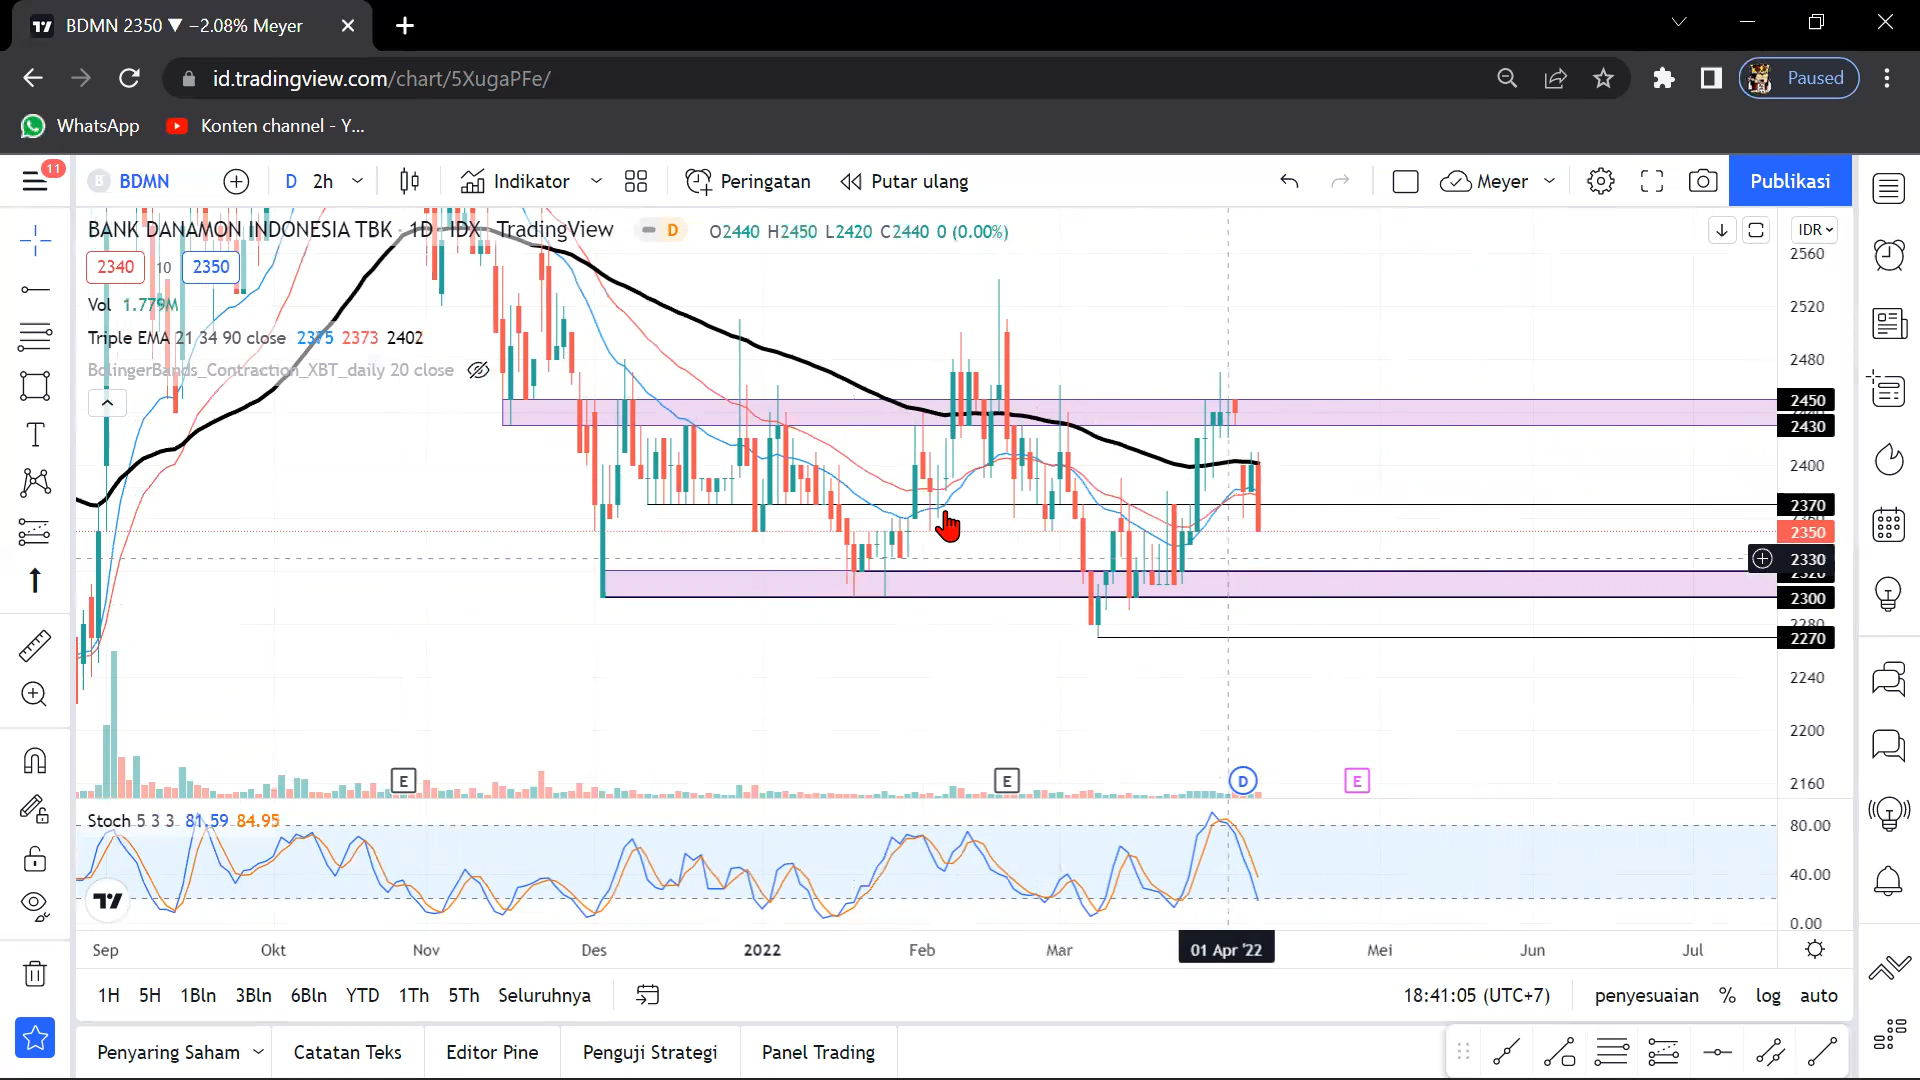 BDMN 2350 ▼ −2.08% Meyer
id.tradingview.com/chart/5XugaPFe/
Paused
WhatsApp
Konten channel - Y...
11
B BDMN
D 2h
Indikator
Peringatan
Putar ulang
Meyer
Publikasi
BANK DANAMON INDONESIA TBK · 1D · IDX · TradingView
D
O2440 H2450 L2420 C2440 0 (0.00%)
IDR
2340 10 2350
Vol 1.779M
Triple EMA 21 34 90 close 2375 2373 2402
BolingerBands_Contraction_XBT_daily 20 close
2560
2520
2480
2450
2430
2400
2370
2350
2330
2320
2300
2280
2270
2240
2200
2160
E
E
D
E
Stoch 5 3 3 81.59 84.95
80.00
40.00
0.00
Sep Okt Nov Des 2022 Feb Mar 01 Apr '22 Mei Jun Jul
1H 5H 1Bln 3Bln 6Bln YTD 1Th 5Th Seluruhnya
18:41:05 (UTC+7)
penyesuaian % log auto
Penyaring Saham
Catatan Teks
Editor Pine
Penguji Strategi
Panel Trading